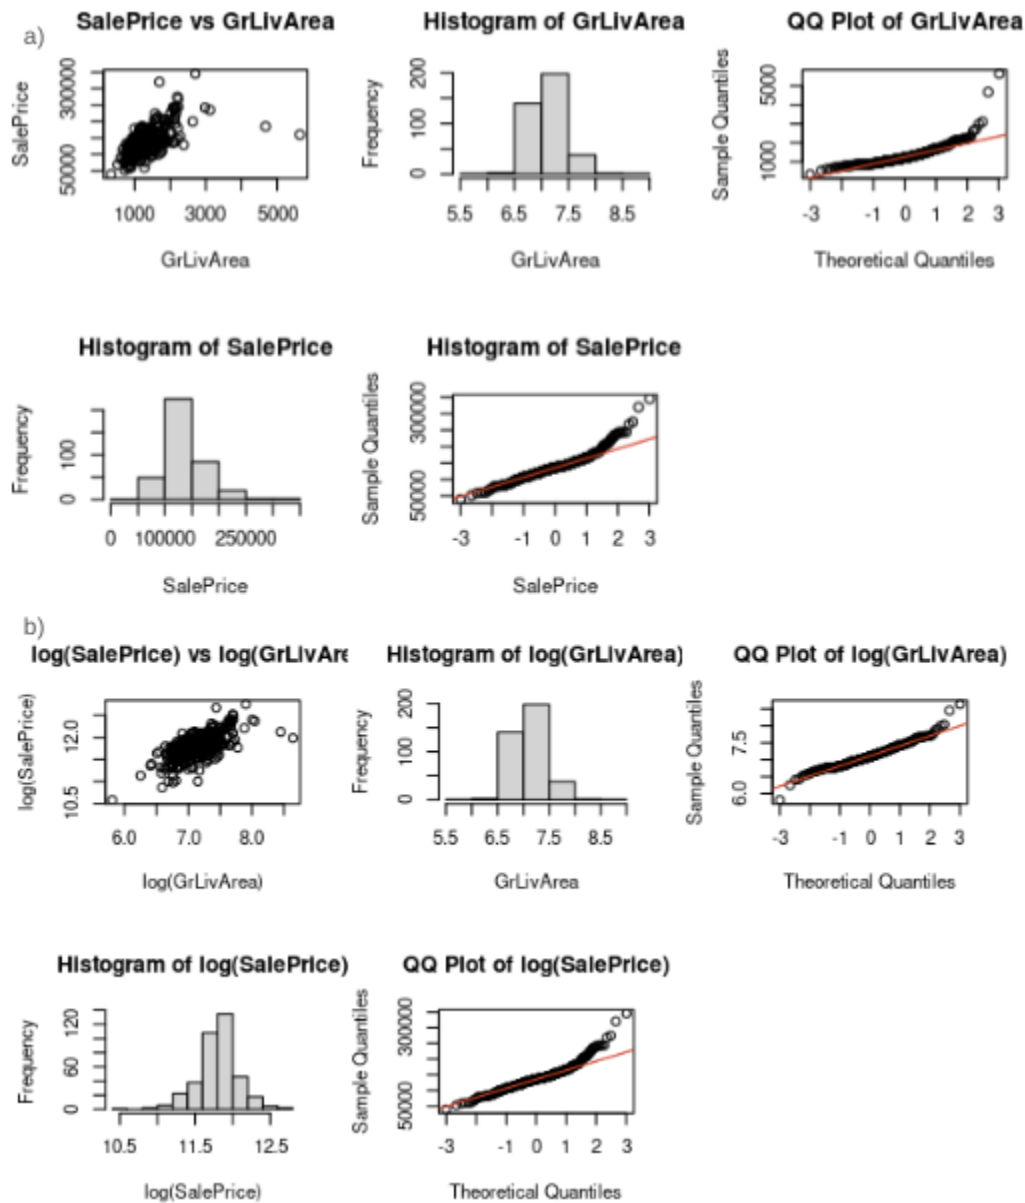 a)
SalePrice vs GrLivArea
SalePrice
300000
50000
1000 3000 5000
GrLivArea
Histogram of GrLivArea
Frequency
200
100
0
5.5 6.5 7.5 8.5
GrLivArea
QQ Plot of GrLivArea
Sample Quantiles
5000
1000
-3 -1 0 1 2 3
Theoretical Quantiles
Histogram of SalePrice
Frequency
100
0
0 100000 250000
SalePrice
Histogram of SalePrice
Sample Quantiles
300000
50000
-3 -1 0 1 2 3
SalePrice
b)
log(SalePrice) vs log(GrLivAre
log(SalePrice)
12.0
10.5
6.0 7.0 8.0
log(GrLivArea)
Histogram of log(GrLivArea)
Frequency
200
100
0
5.5 6.5 7.5 8.5
GrLivArea
QQ Plot of log(GrLivArea)
Sample Quantiles
7.5
6.0
-3 -1 0 1 2 3
Theoretical Quantiles
Histogram of log(SalePrice)
Frequency
120
60
0
10.5 11.5 12.5
log(SalePrice)
QQ Plot of log(SalePrice)
Sample Quantiles
300000
50000
-3 -1 0 1 2 3
Theoretical Quantiles